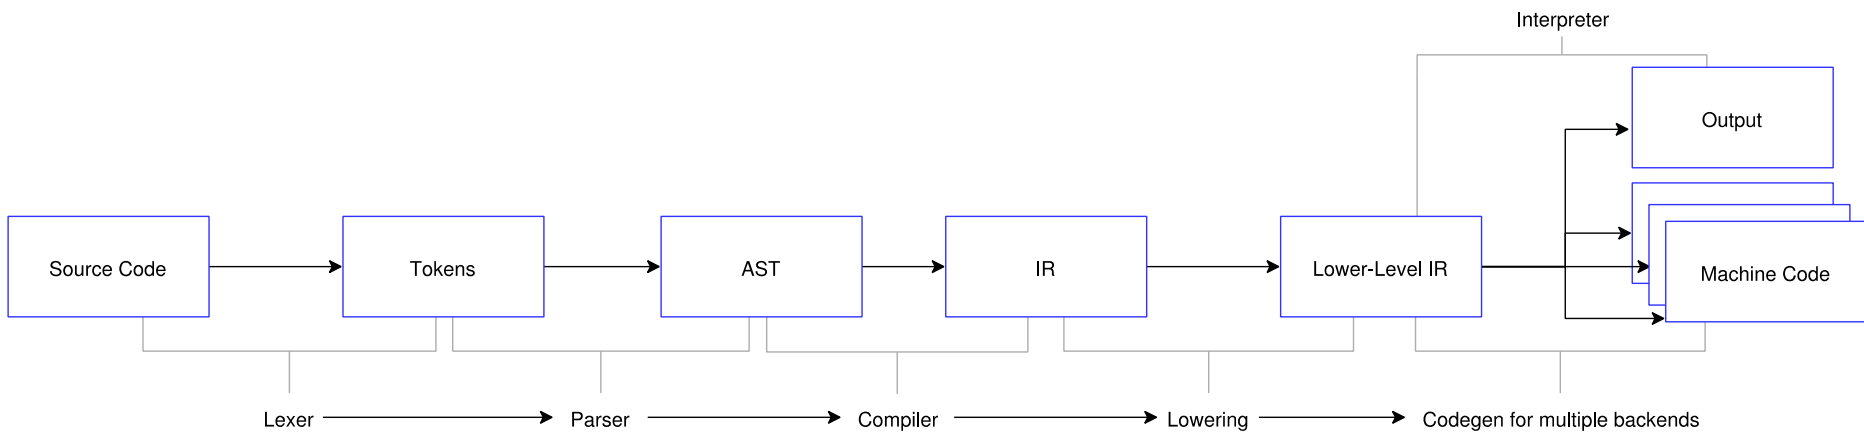 Interpreter
Output
Source Code
Tokens
AST
IR
Lower-Level IR
Machine Code
Lexer
Parser
Compiler
Lowering
Codegen for multiple backends